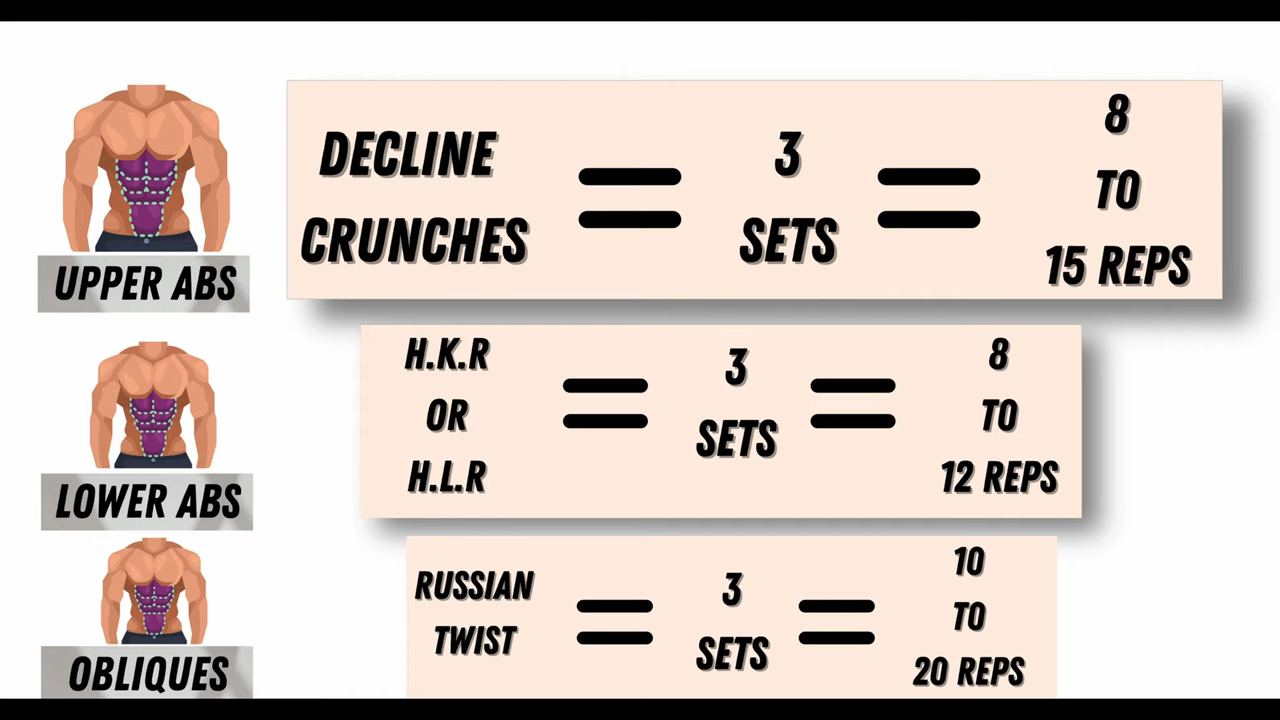 UPPER ABS
DECLINE
CRUNCHES
=
3
SETS
=
8
TO
15 REPS
LOWER ABS
H.K.R
OR
H.L.R
=
3
SETS
=
8
TO
12 REPS
OBLIQUES
RUSSIAN
TWIST
=
3
SETS
=
10
TO
20 REPS